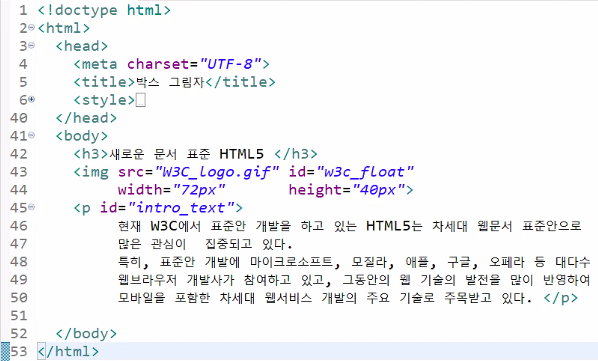 1 <!doctype html>
2 <html>
3 <head>
4 <meta charset="UTF-8">
5 <title>박스 그림자</title>
6 <style>
40 </head>
41 <body>
42 <h3>새로운 문서 표준 HTML5 </h3>
43 <img src="W3C_logo.gif" id="w3c_float"
44 width="72px" height="40px">
45 <p id="intro_text">
46 현재 W3C에서 표준안 개발을 하고 있는 HTML5는 차세대 웹문서 표준안으로
47 많은 관심이 집중되고 있다.
48 특히, 표준안 개발에 마이크로소프트, 모질라, 애플, 구글, 오페라 등 대다수
49 웹브라우저 개발사가 참여하고 있고, 그동안의 웹 기술의 발전을 많이 반영하여
50 모바일을 포함한 차세대 웹서비스 개발의 주요 기술로 주목받고 있다. </p>
51
52 </body>
53 </html>